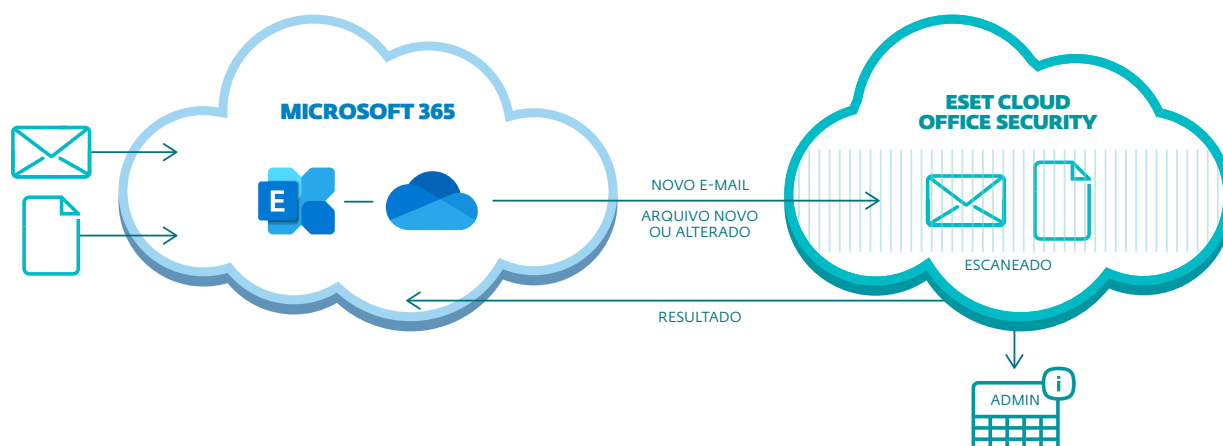 MICROSOFT 365
ESET CLOUD
OFFICE SECURITY
E
NOVO E-MAIL
ARQUIVO NOVO
OU ALTERADO
ESCANEADO
RESULTADO
i
ADMIN